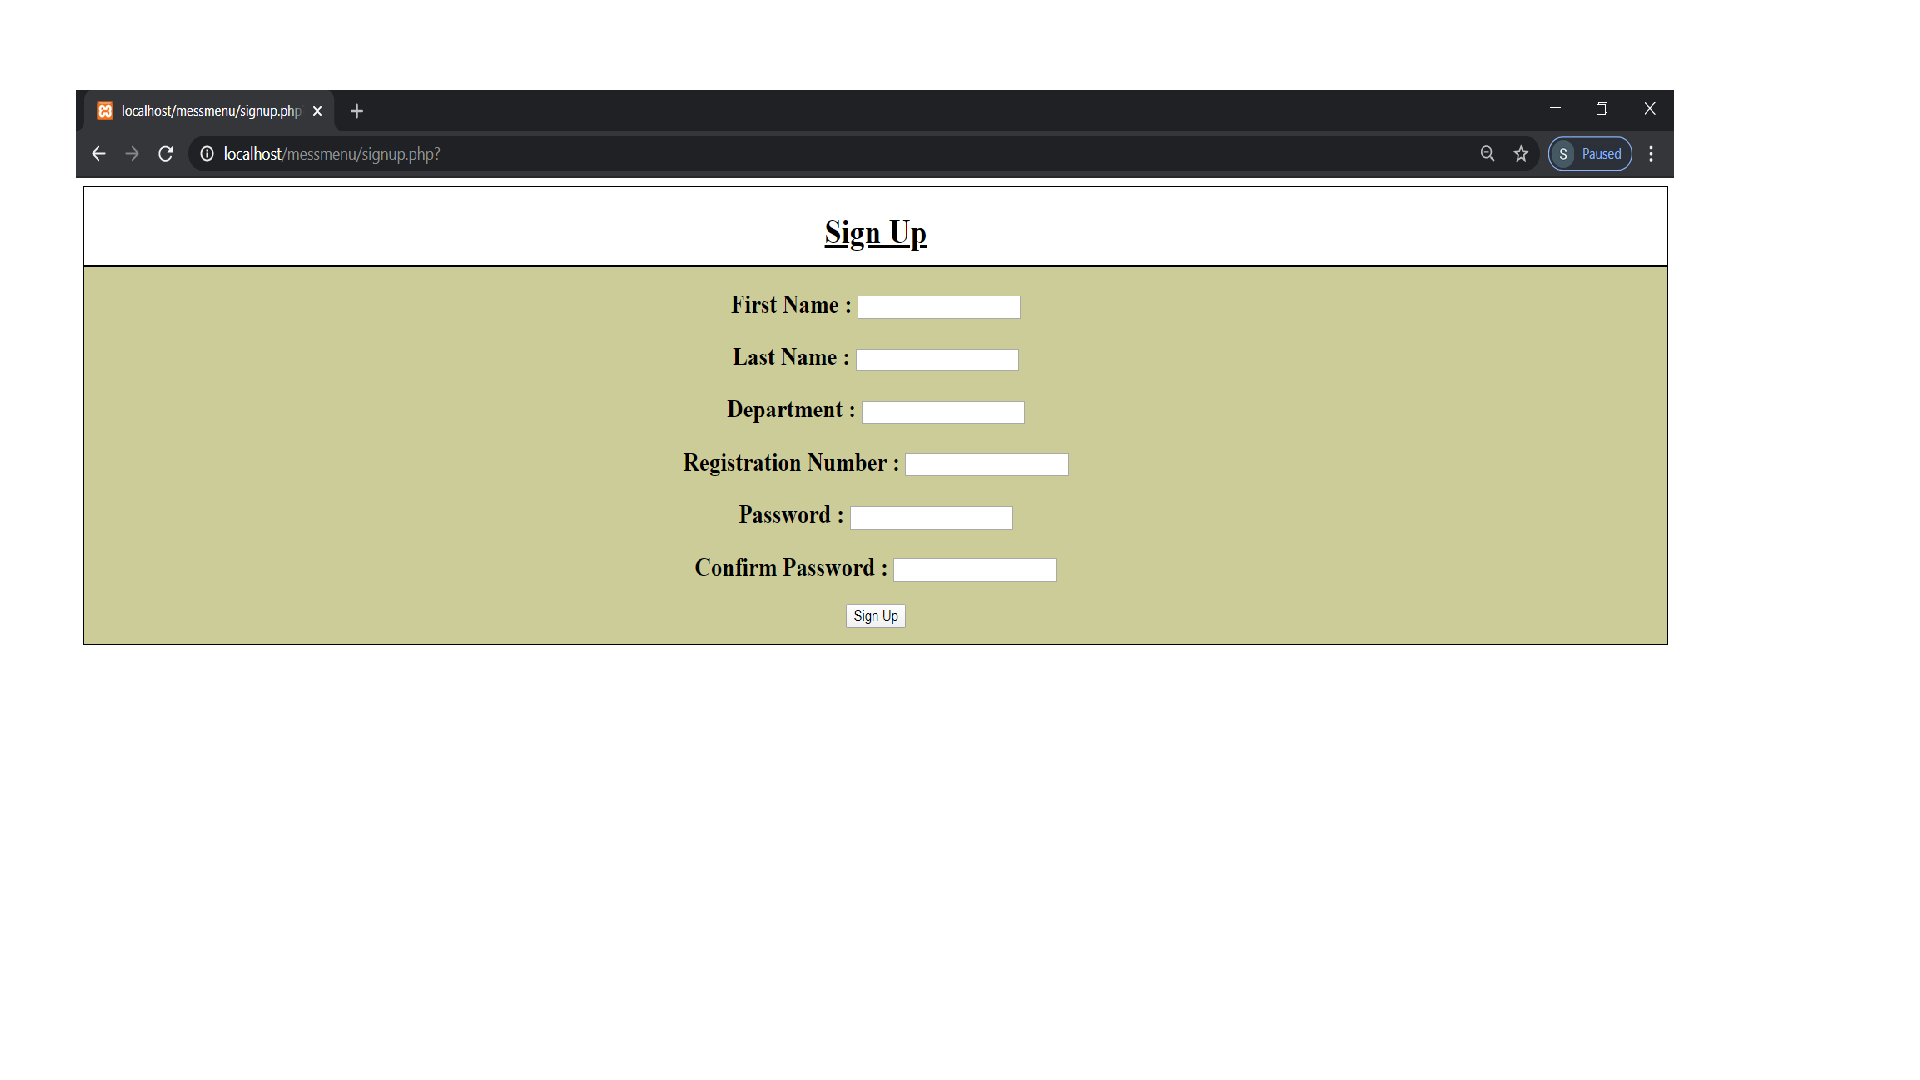 localhost/messmenu/signup.php
localhost/messmenu/signup.php?
S Paused
Sign Up
First Name :
Last Name :
Department :
Registration Number :
Password :
Confirm Password :
Sign Up